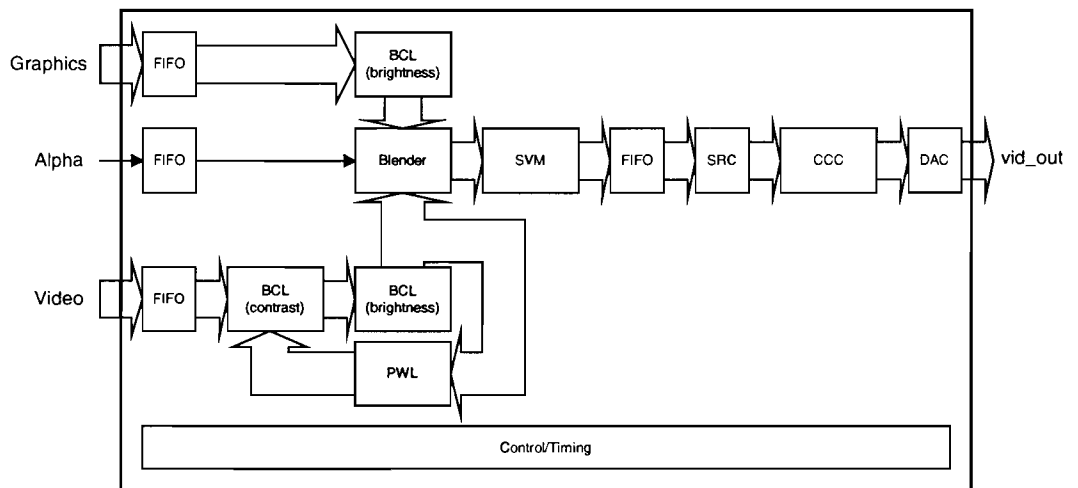 Graphics
FIFO
BCL
(brightness)
Alpha
FIFO
Blender
SVM
FIFO
SRC
CCC
DAC
vid_out
Video
FIFO
BCL
(contrast)
BCL
(brightness)
PWL
Control/Timing